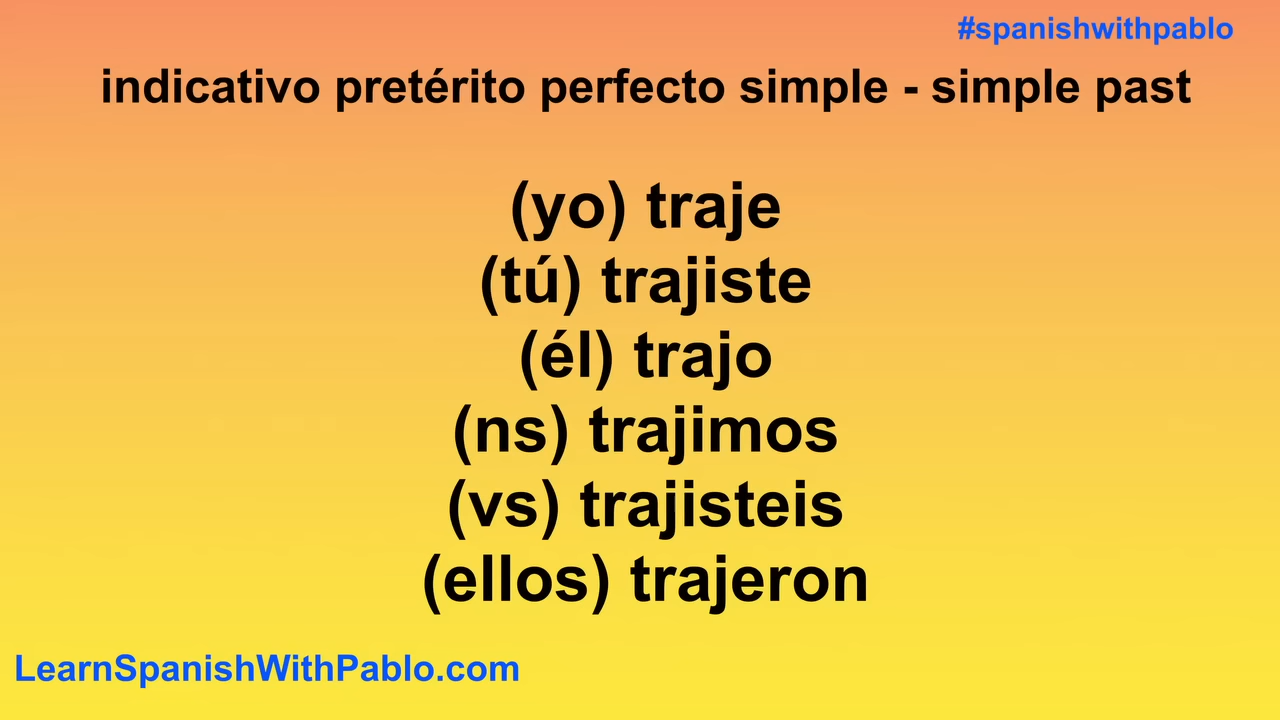 #spanishwithpablo
indicativo pretérito perfecto simple - simple past
(yo) traje
(tú) trajiste
(él) trajo
(ns) trajimos
(vs) trajisteis
(ellos) trajeron
LearnSpanishWithPablo.com